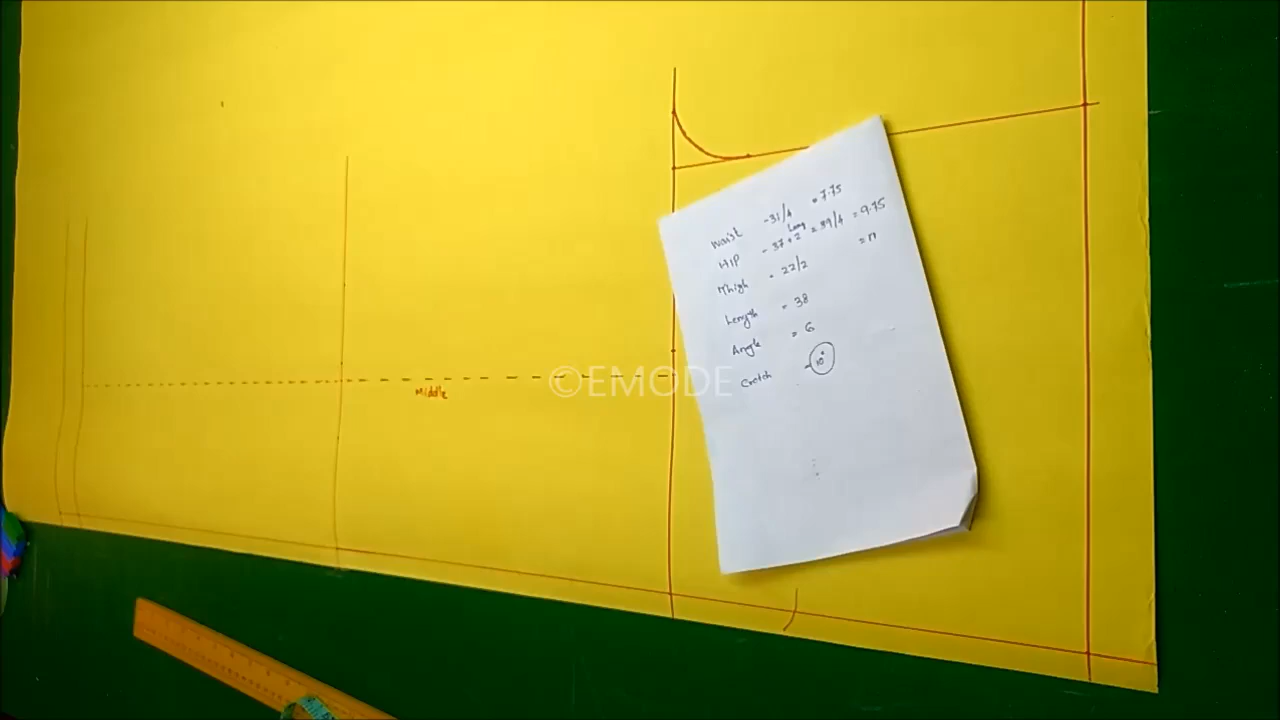 Waist - 31/4 = 7.75
HIP - 37 + 2 = 39/4 = 9.75
Thigh = 22/2 = 11
Length = 38
Angle = 6
Crotch - 10"
Middle
©EMODE